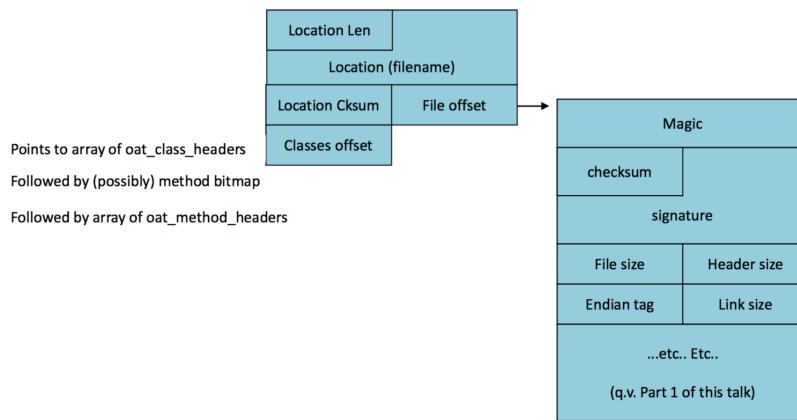 Location Len
Location (filename)
Location Cksum
File offset
Classes offset
Points to array of oat_class_headers
Followed by (possibly) method bitmap
Followed by array of oat_method_headers
Magic
checksum
signature
File size
Header size
Endian tag
Link size
...etc.. Etc..
(q.v. Part 1 of this talk)